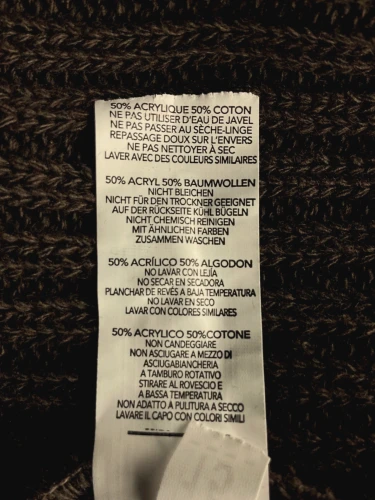 50% ACRYLIQUE 50% COTON
NE PAS UTILISER D'EAU DE JAVEL
NE PAS PASSER AU SÈCHE-LINGE
REPASSAGE DOUX SUR L'ENVERS
NE PAS NETTOYER À SEC
LAVER AVEC DES COULEURS SIMILAIRES
50% ACRYL 50% BAUMWOLLEN
NICHT BLEICHEN
NICHT FÜR DEN TROCKNER GEEIGNET
AUF DER RÜCKSEITE KÜHL BÜGELN
NICHT CHEMISCH REINIGEN
MIT ÄHNLICHEN FARBEN
ZUSAMMEN WASCHEN
50% ACRÍLICO 50% ALGODON
NO LAVAR CON LEJÍA
NO SECAR EN SECADORA
PLANCHAR DE REVÉS A BAJA TEMPERATURA
NO LAVAR EN SECO
LAVAR CON COLORES SIMILARES
50% ACRYLICO 50%COTONE
NON CANDEGGIARE
NON ASCIUGARE A MEZZO DI
ASCIUGABIANCHERIA
A TAMBURO ROTATIVO
STIRARE AL ROVESCIO E
A BASSA TEMPERATURA
NON ADATTO À PULITURA A SECCO
LAVARE IL CAPO CON COLORI SIMILI